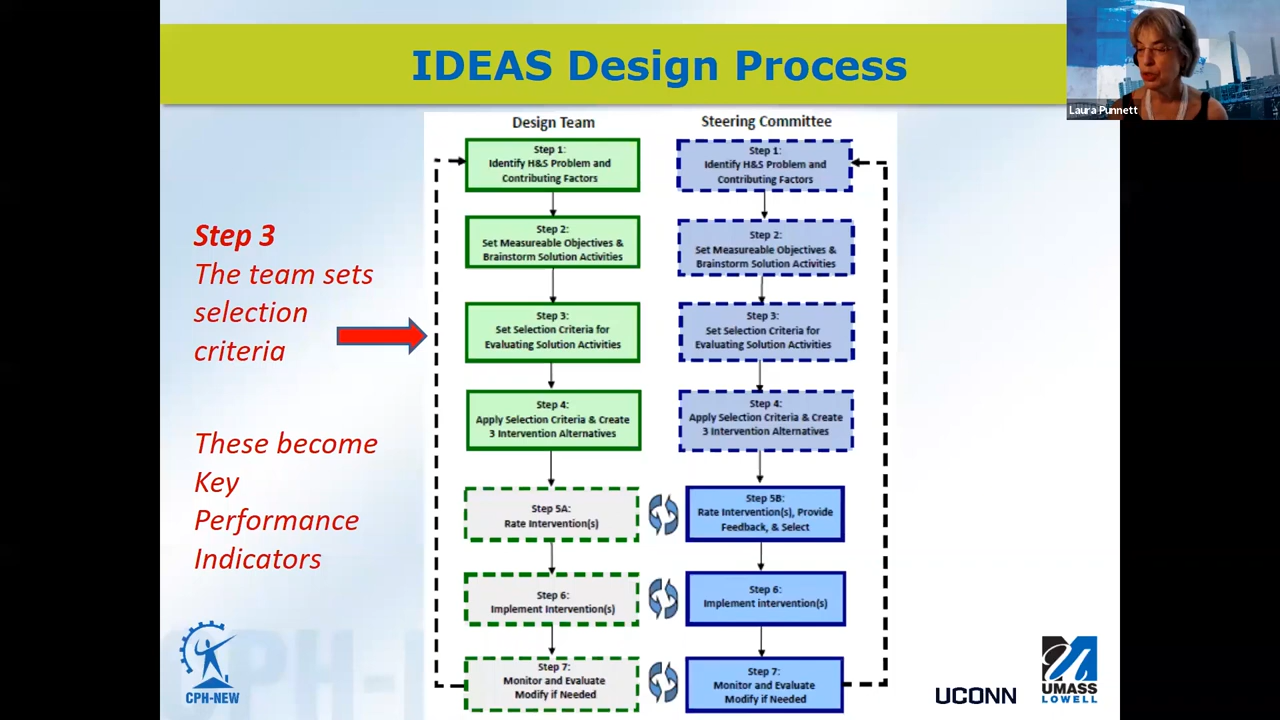 IDEAS Design Process
Laura Punnett
Design Team
Steering Committee
Step 1:
Identify H&S Problem and
Contributing Factors
Step 1:
Identify H&S Problem and
Contributing Factors
Step 2:
Set Measureable Objectives &
Brainstorm Solution Activities
Step 2:
Set Measureable Objectives &
Brainstorm Solution Activities
Step 3
The team sets
selection
criteria
Step 3:
Set Selection Criteria for
Evaluating Solution Activities
Step 3:
Set Selection Criteria for
Evaluating Solution Activities
Step 4:
Apply Selection Criteria & Create
3 Intervention Alternatives
Step 4:
Apply Selection Criteria & Create
3 Intervention Alternatives
These become
Key
Performance
Indicators
Step 5A:
Rate Intervention(s)
Step 5B:
Rate Intervention(s), Provide
Feedback, & Select
Step 6:
Implement Intervention(s)
Step 6:
Implement intervention(s)
Step 7:
Monitor and Evaluate
Modify if Needed
Step 7:
Monitor and Evaluate
Modify if Needed
CPH-NEW
CPH-N
UCONN
UMASS
LOWELL